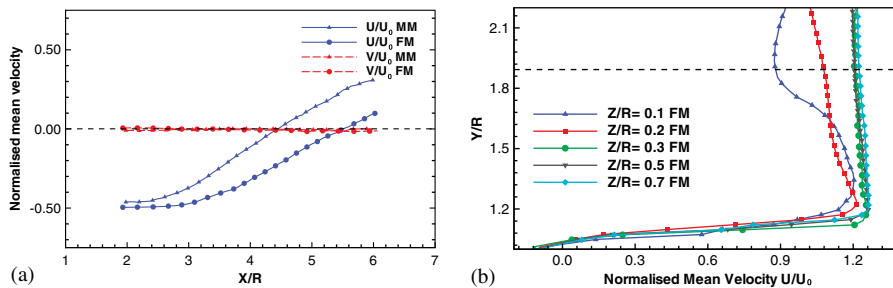 U/U0 MM
U/U0 FM
V/U0 MM
V/U0 FM
0.50
0.00
-0.50
Normalised mean velocity
1 2 3 4 5 6 7
X/R
(a)
2.1
1.8
1.5
1.2
Y/R
Z/R= 0.1 FM
Z/R= 0.2 FM
Z/R= 0.3 FM
Z/R= 0.5 FM
Z/R= 0.7 FM
0.0 0.3 0.6 0.9 1.2
Normalised Mean Velocity U/U0
(b)